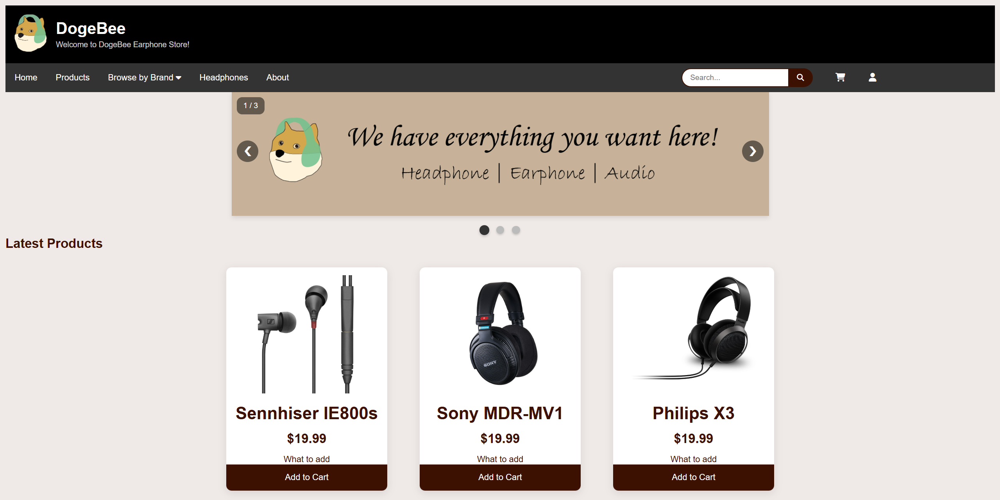 DogeBee
Welcome to DogeBee Earphone Store!
Home Products Browse by Brand Headphones About Search...
1 / 3
We have everything you want here!
Headphone | Earphone | Audio
Latest Products
R
SONY
PHILIPS
Sennhiser IE800s
$19.99
What to add
Add to Cart
Sony MDR-MV1
$19.99
What to add
Add to Cart
Philips X3
$19.99
What to add
Add to Cart